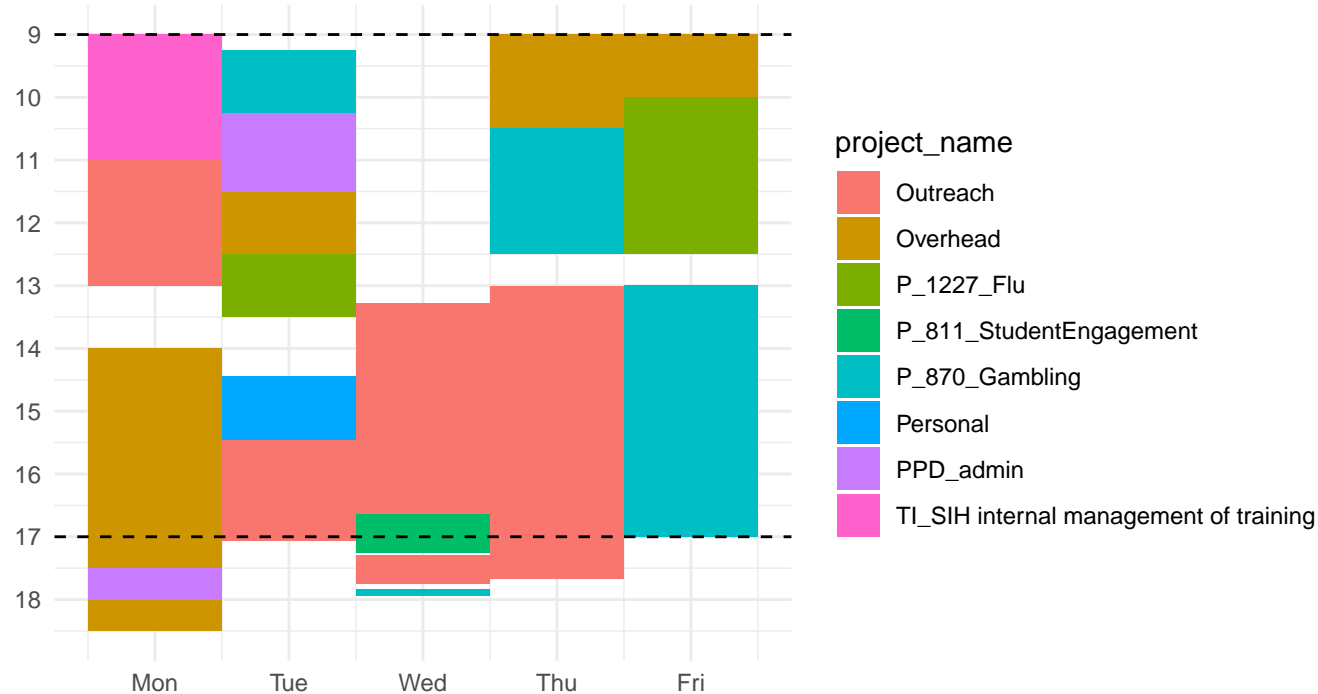 9
10
11
12
13
14
15
16
17
18
Mon Tue Wed Thu Fri
project_name
Outreach
Overhead
P_1227_Flu
P_811_StudentEngagement
P_870_Gambling
Personal
PPD_admin
TI_SIH internal management of training